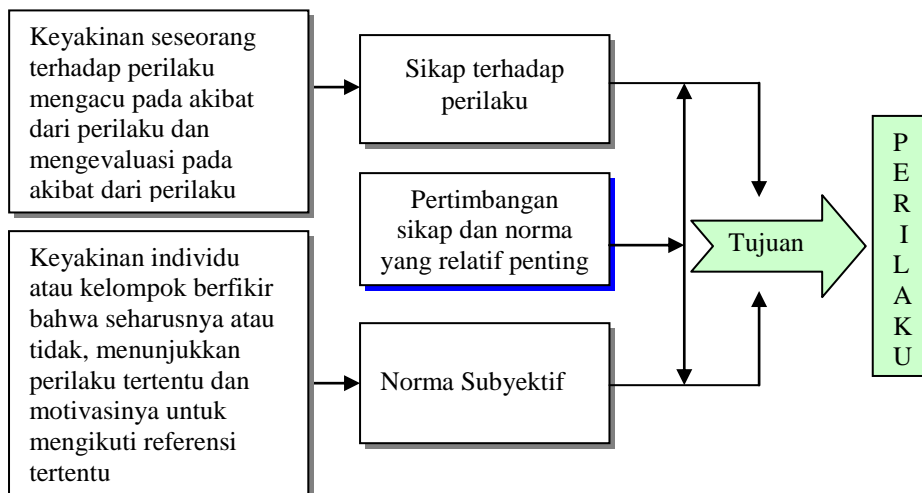 Keyakinan seseorang
terhadap perilaku
mengacu pada akibat
dari perilaku dan
mengevaluasi pada
akibat dari perilaku
Sikap terhadap
perilaku
Pertimbangan
sikap dan norma
yang relatif penting
Keyakinan individu
atau kelompok berfikir
bahwa seharusnya atau
tidak, menunjukkan
perilaku tertentu dan
motivasinya untuk
mengikuti referensi
tertentu
Norma Subyektif
Tujuan
P
E
R
I
L
A
K
U